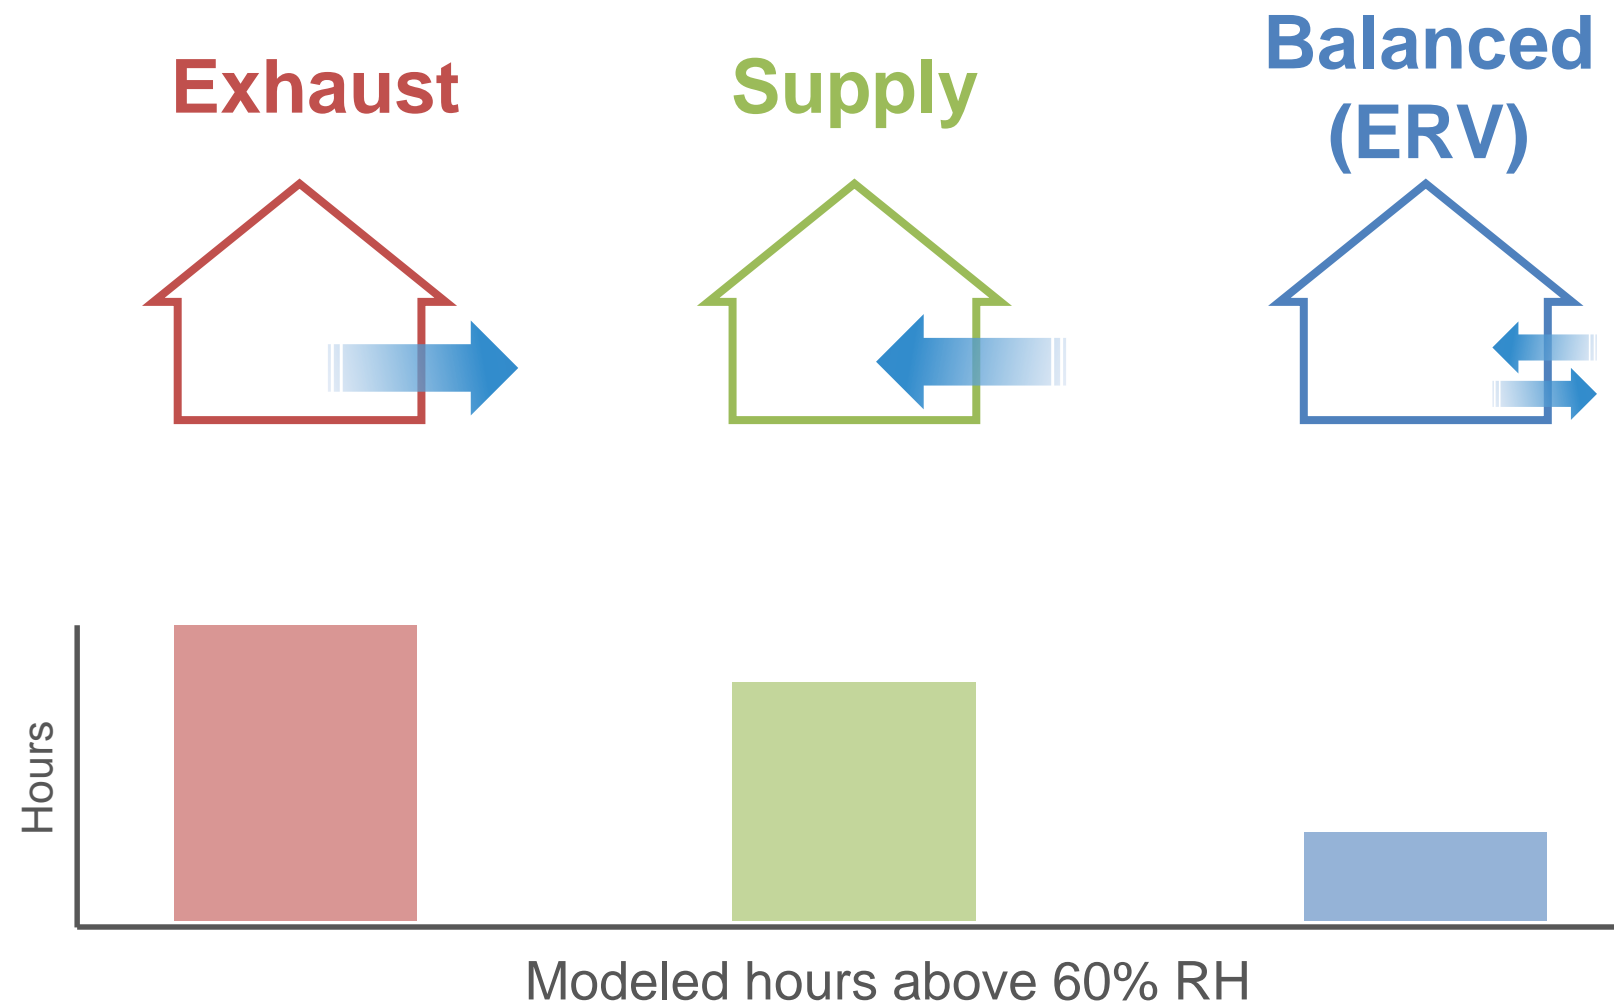 Exhaust
Supply
Balanced
(ERV)
Hours
Modeled hours above 60% RH